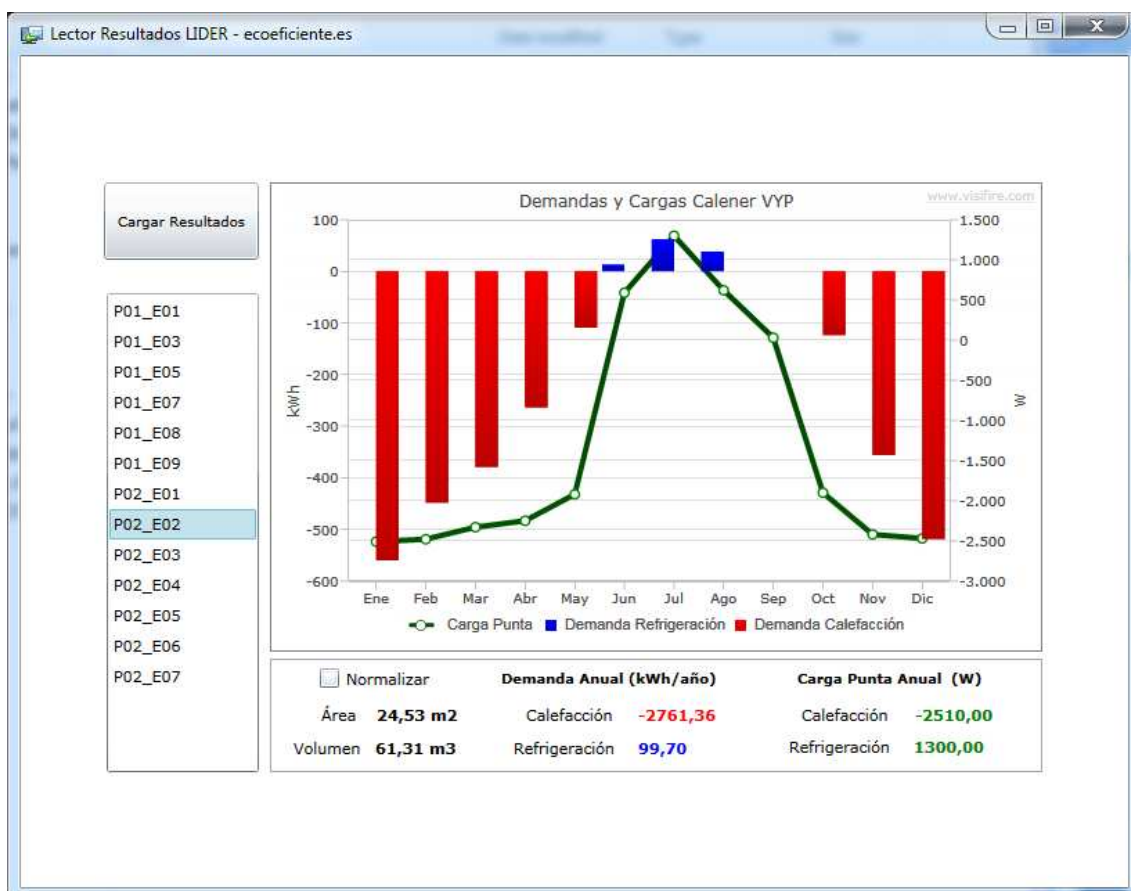 Lector Resultados LIDER - ecoeficiente.es
Cargar Resultados
P01_E01
P01_E03
P01_E05
P01_E07
P01_E08
P01_E09
P02_E01
P02_E02
P02_E03
P02_E04
P02_E05
P02_E06
P02_E07
Demandas y Cargas Calener VYP
www.visifire.com
100
0
-100
-200
-300
-400
-500
-600
kWh
1.500
1.000
500
0
-500
-1.000
-1.500
-2.000
-2.500
-3.000
W
Ene Feb Mar Abr May Jun Jul Ago Sep Oct Nov Dic
Carga Punta Demanda Refrigeración Demanda Calefacción
Normalizar Demanda Anual (kWh/año) Carga Punta Anual (W)
Área 24,53 m2 Calefacción -2761,36 Calefacción -2510,00
Volumen 61,31 m3 Refrigeración 99,70 Refrigeración 1300,00